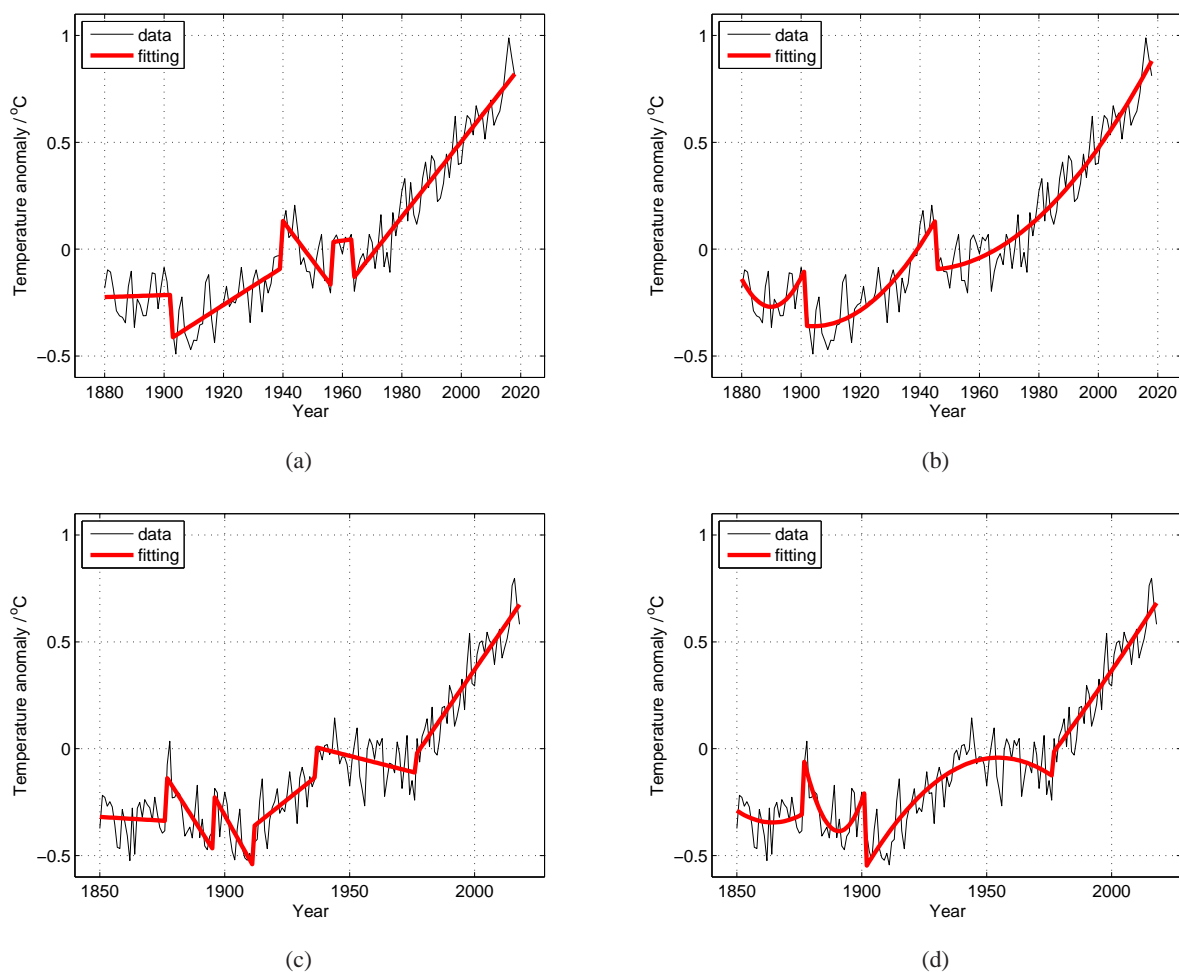 data
fitting
1
0.5
0
−0.5
Temperature anomaly / °C
1880 1900 1920 1940 1960 1980 2000 2020
Year
(a)
data
fitting
1
0.5
0
−0.5
Temperature anomaly / °C
1880 1900 1920 1940 1960 1980 2000 2020
Year
(b)
data
fitting
1
0.5
0
−0.5
Temperature anomaly / °C
1850 1900 1950 2000
Year
(c)
data
fitting
1
0.5
0
−0.5
Temperature anomaly / °C
1850 1900 1950 2000
Year
(d)